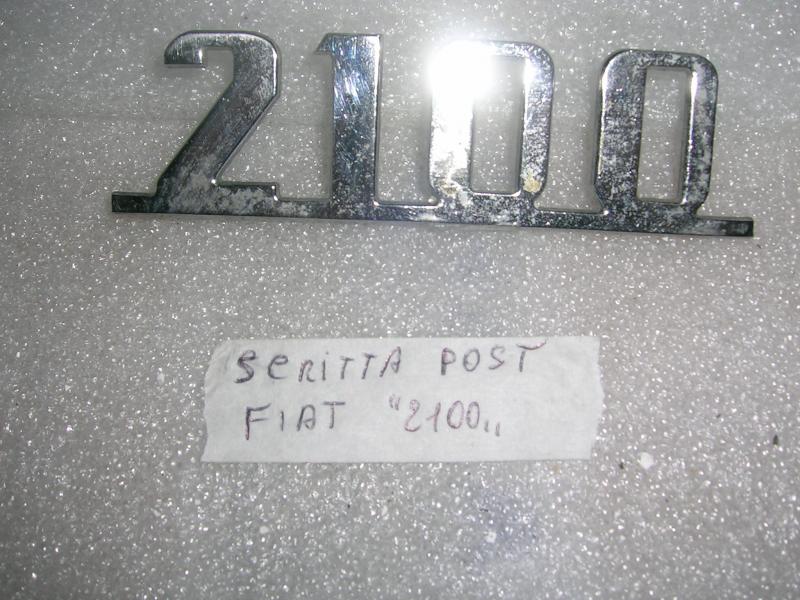 2100
SCRITTA POST
FIAT "2100„